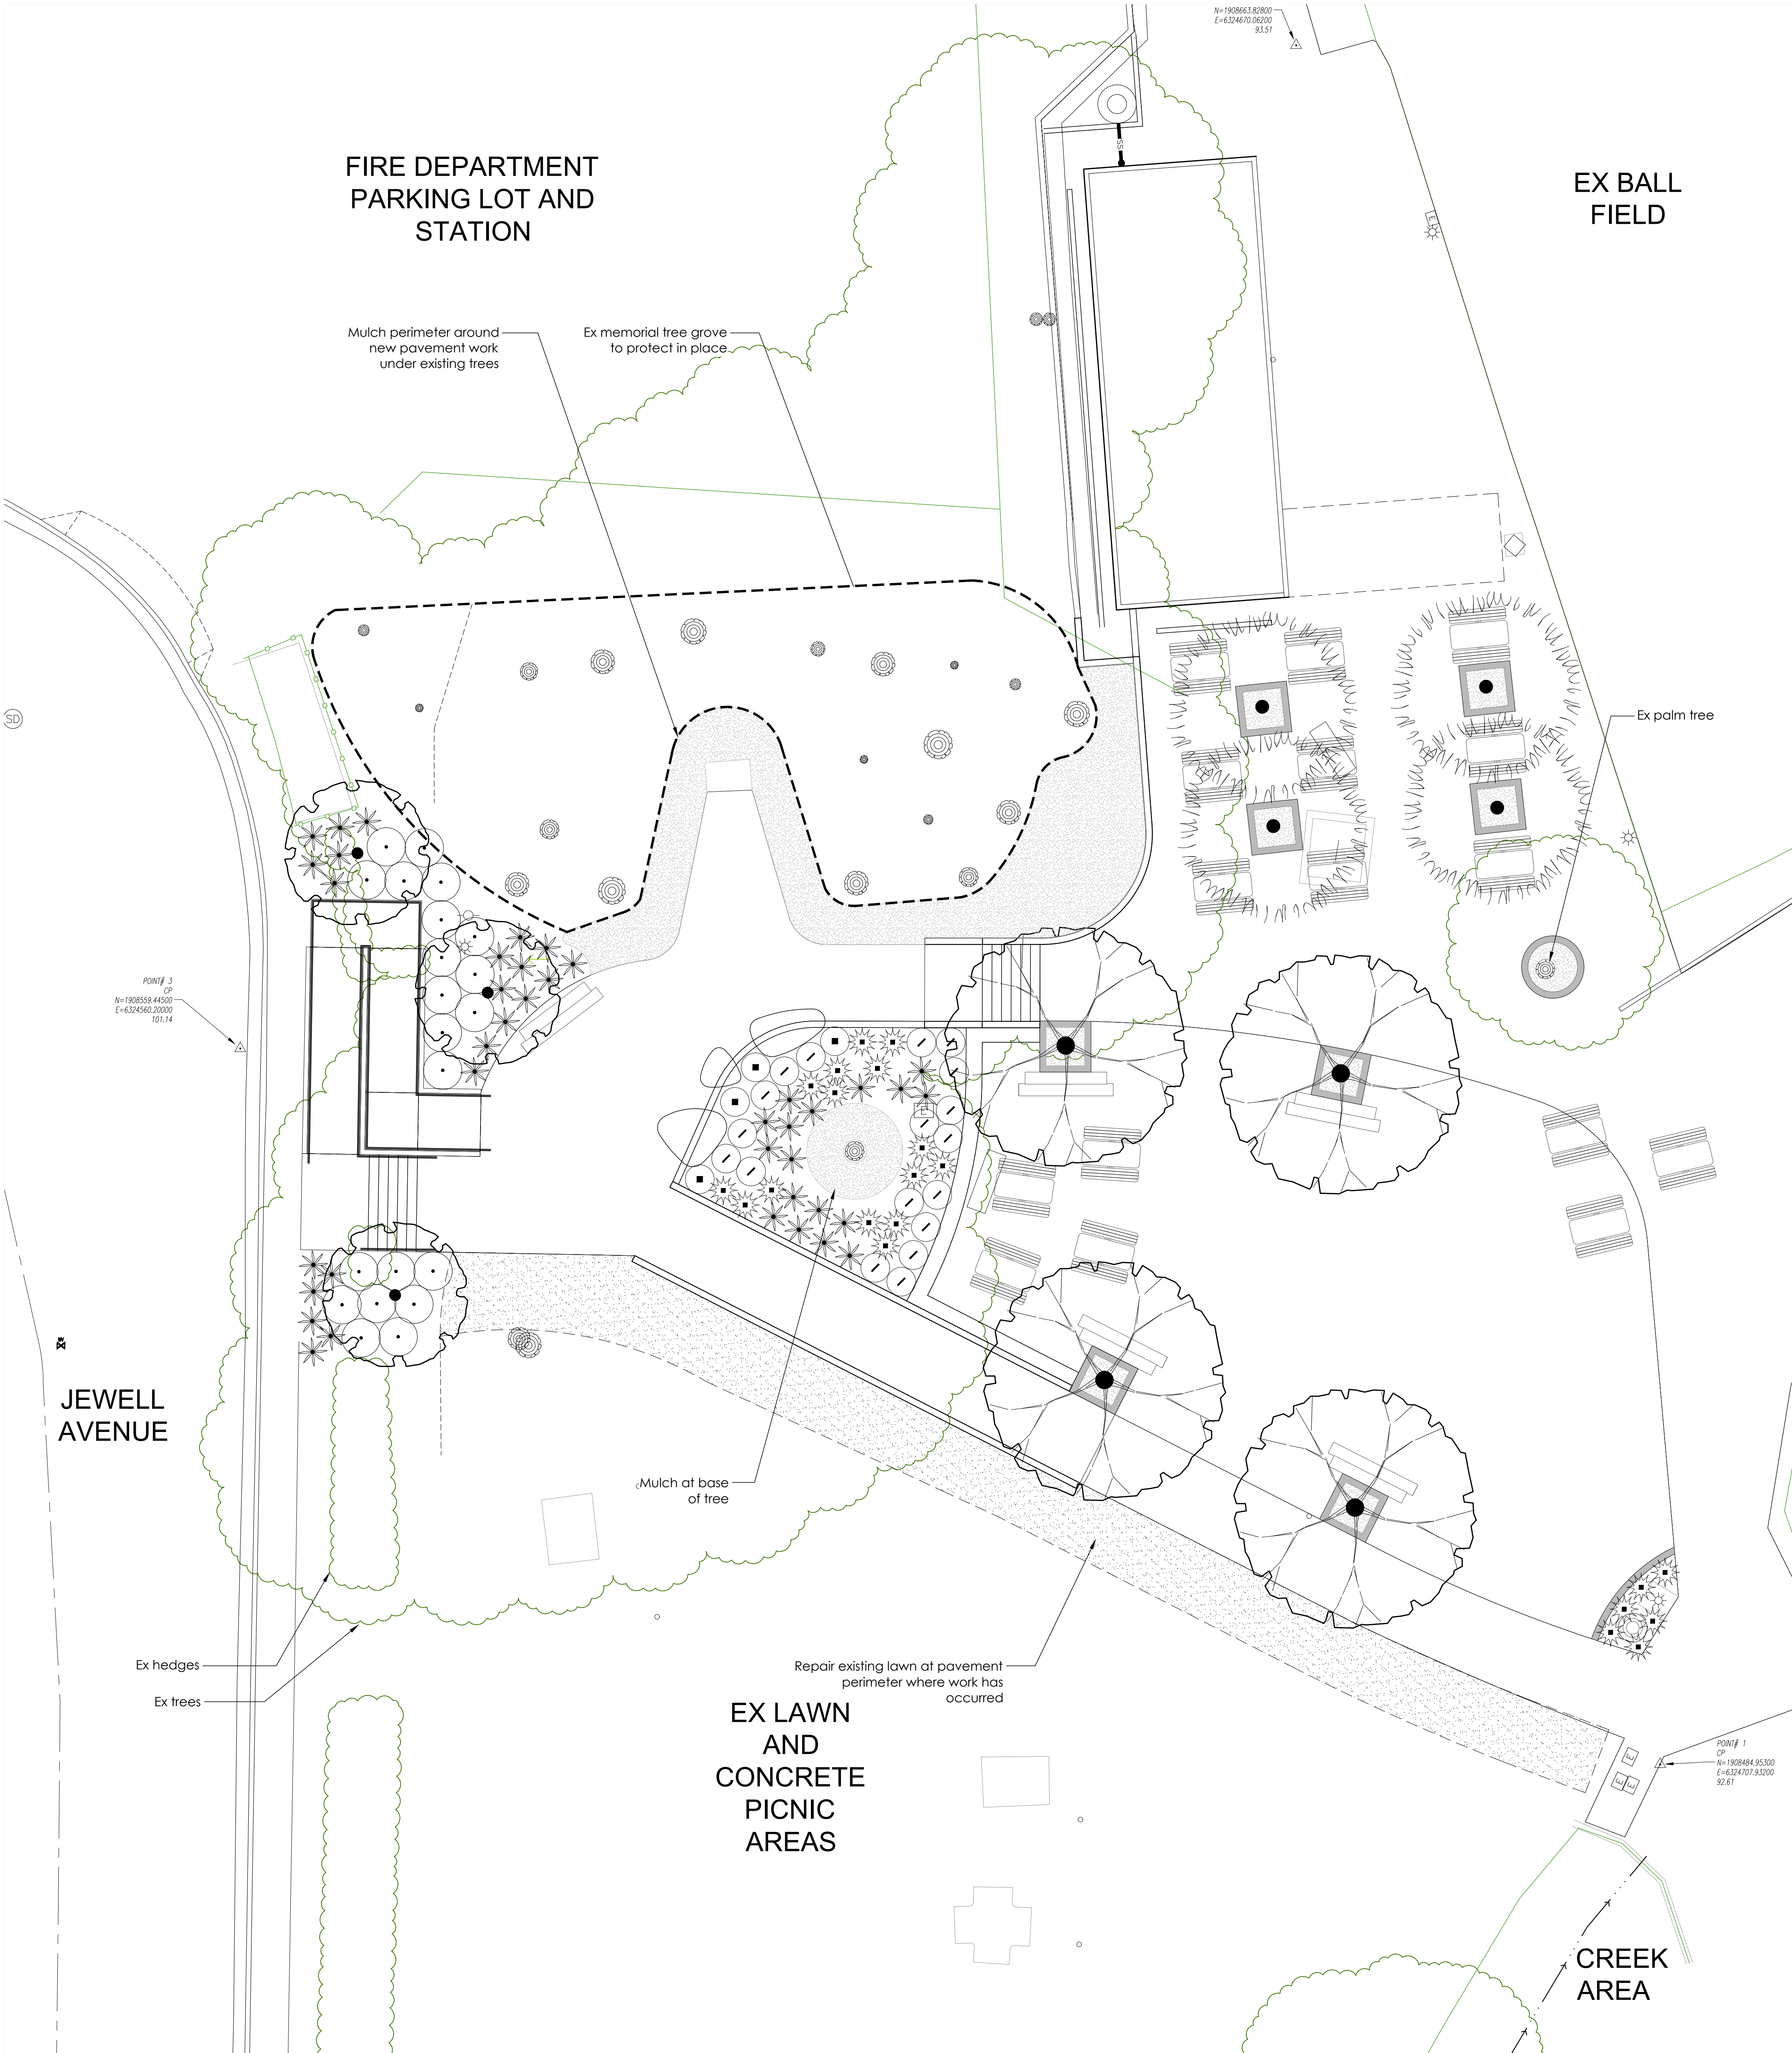 N=1908663.82800
E=6324670.06200
93.51
FIRE DEPARTMENT
PARKING LOT AND
STATION
SS
EX BALL
FIELD
E
Mulch perimeter around
new pavement work
under existing trees
Ex memorial tree grove
to protect in place
Ex palm tree
SD
POINT# 3
CP
N=1908559.44500
E=6324560.20000
101.14
E
JEWELL
AVENUE
Mulch at base
of tree
Ex hedges
Ex trees
Repair existing lawn at pavement
perimeter where work has
occurred
EX LAWN
AND
CONCRETE
PICNIC
AREAS
E
E
E
POINT# 1
CP
N=1908484.95300
E=6324707.93200
92.61
CREEK
AREA